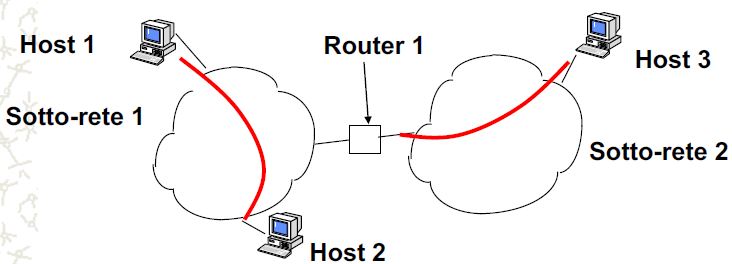 Host 1
Router 1
Host 3
Sotto-rete 1
Sotto-rete 2
Host 2